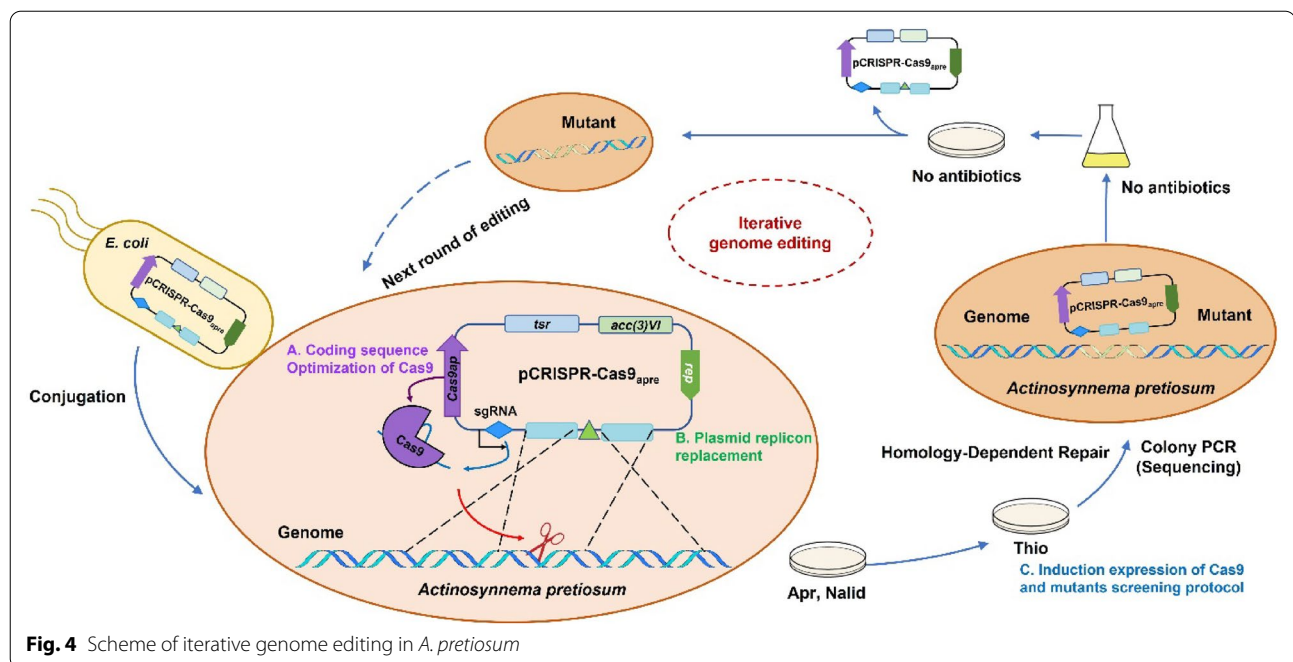 pCRISPR-Cas9apre
Mutant
No antibiotics
No antibiotics
Iterative
genome editing
Next round of editing
E. coli
pCRISPR-Cas9apre
Conjugation
tsr
acc(3)VI
A. Coding sequence
Optimization of Cas9
Cas9ap
pCRISPR-Cas9apre
rep
sgRNA
Cas9
B. Plasmid replicon
replacement
Genome
Actinosynnema pretiosum
pCRISPR-Cas9apre
Genome
Mutant
Actinosynnema pretiosum
Homology-Dependent Repair
Colony PCR
(Sequencing)
Apr, Nalid
Thio
C. Induction expression of Cas9
and mutants screening protocol
Fig. 4 Scheme of iterative genome editing in A. pretiosum